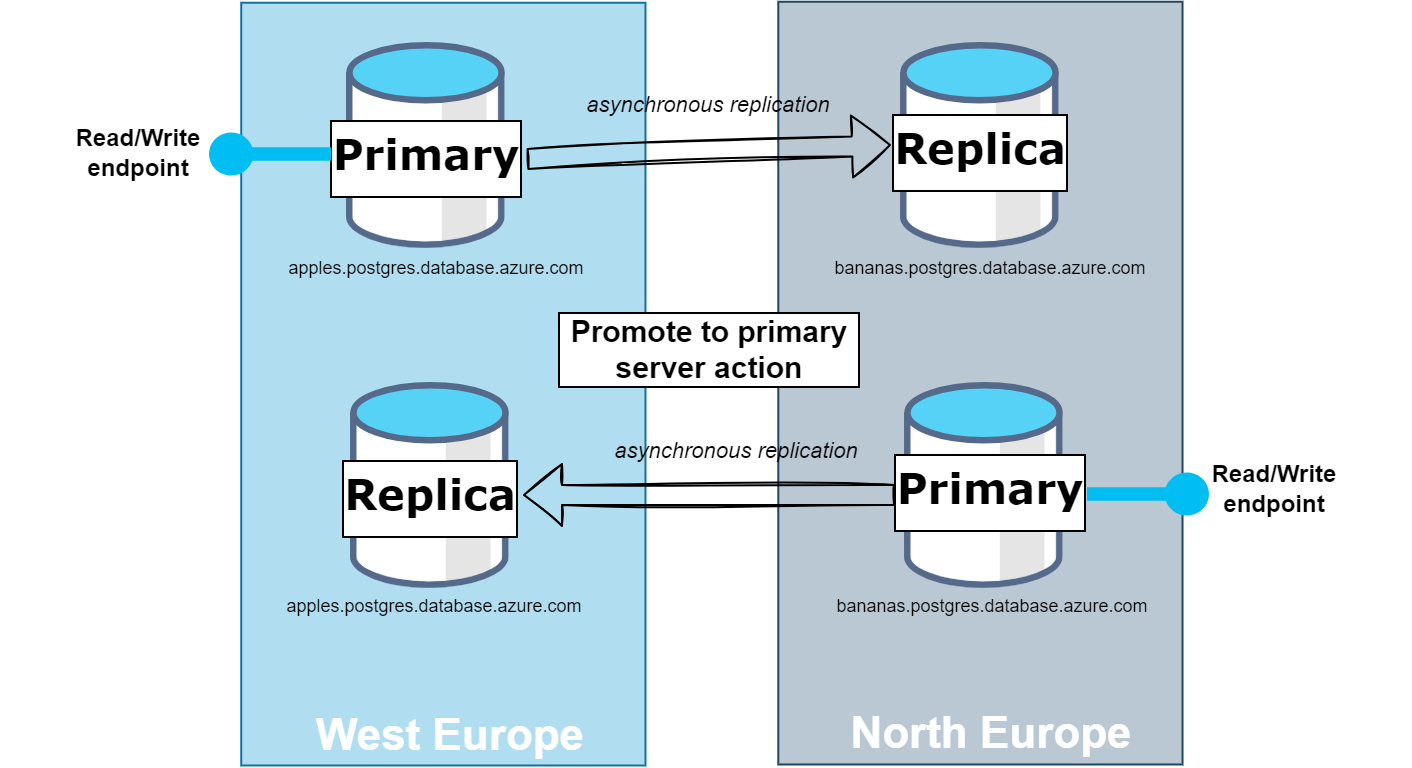 asynchronous replication
Read/Write
endpoint
Primary
Replica
apples.postgres.database.azure.com
bananas.postgres.database.azure.com
Promote to primary
server action
asynchronous replication
Replica
Primary
Read/Write
endpoint
apples.postgres.database.azure.com
bananas.postgres.database.azure.com
West Europe
North Europe